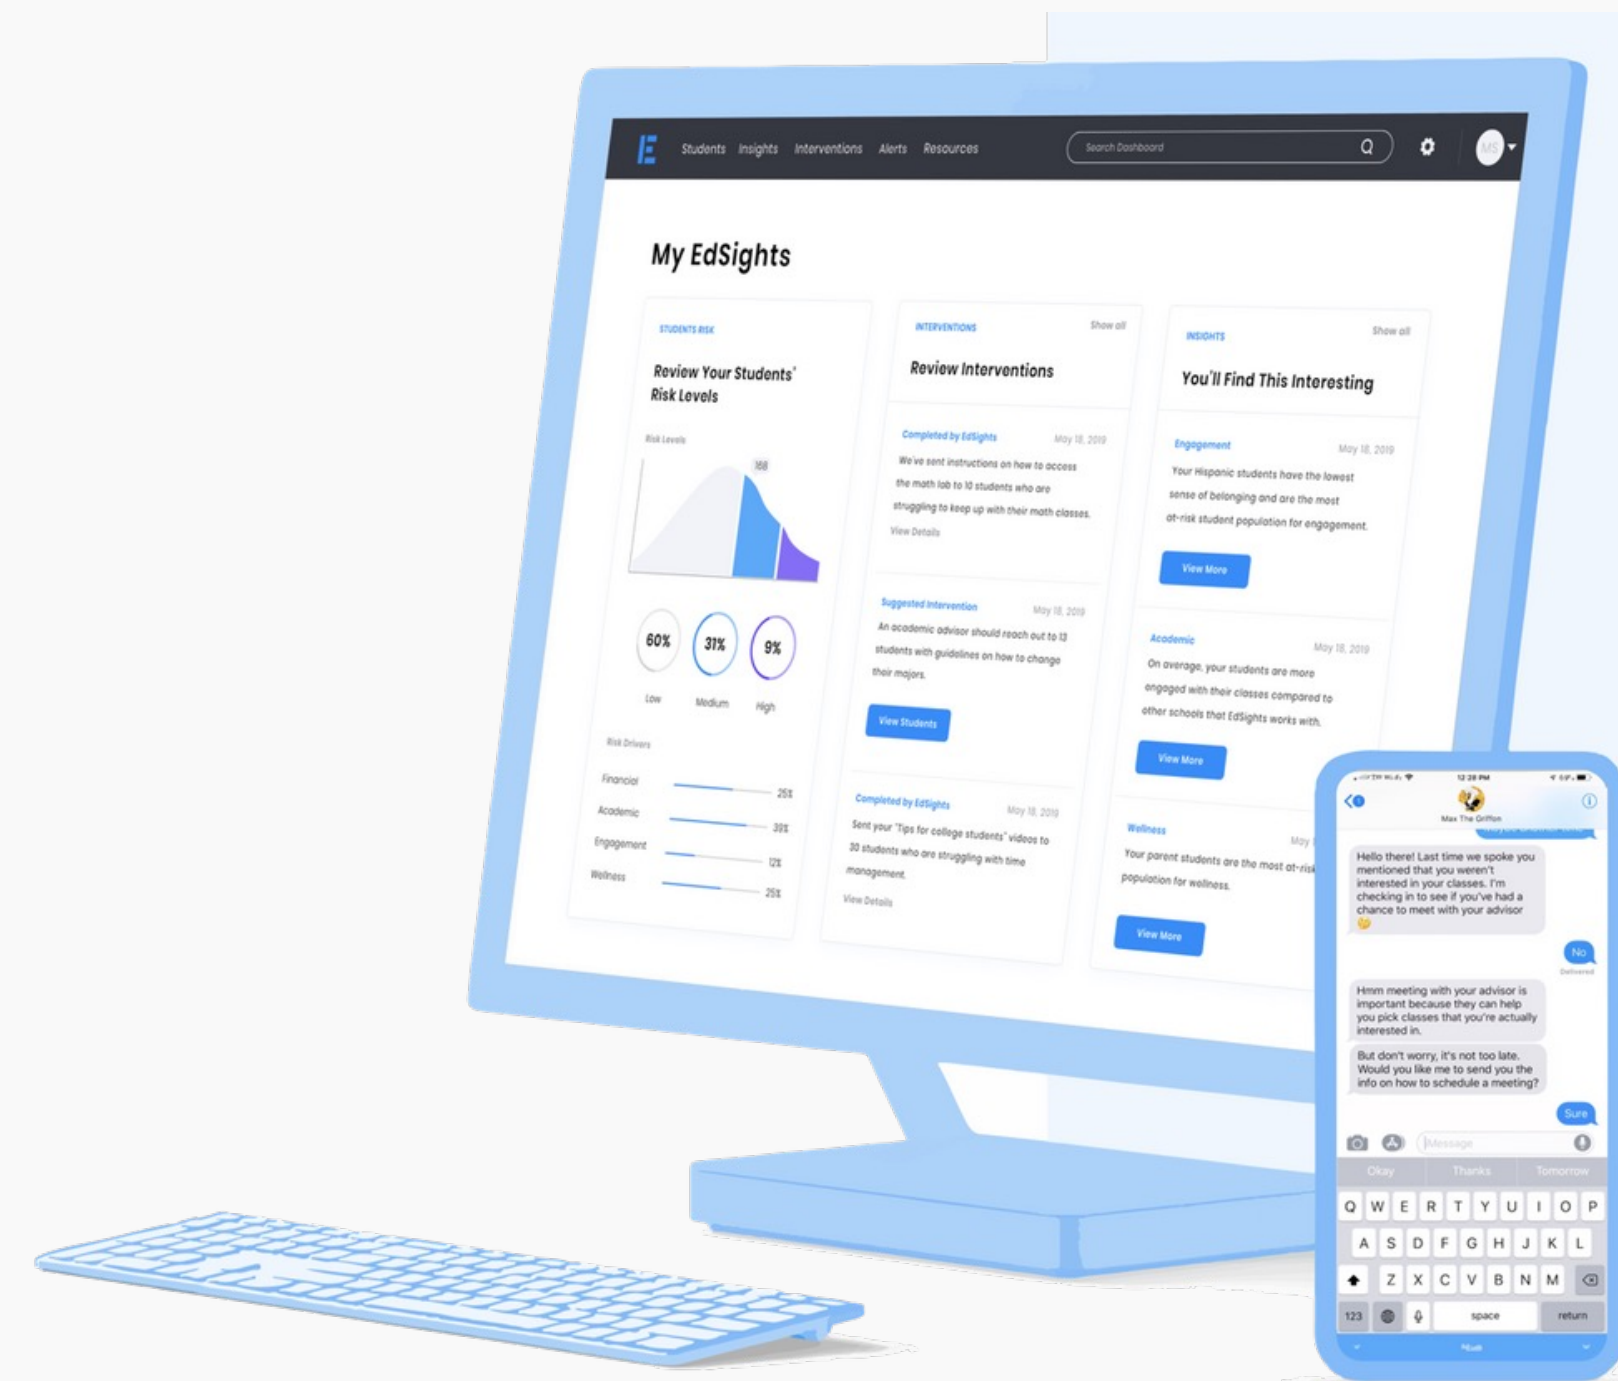 Students Insights Interventions Alerts Resources
Search Dashboard
MS
My EdSights
STUDENTS RISK
Review Your Students'
Risk Levels
Risk Levels
168
60% 31% 9%
Low Medium High
Risk Drivers
Financiel 25%
Academic 39%
Engagement 12%
Wellness 25%
INTERVENTIONS Show all
Review Interventions
Completed by EdSights May 18, 2019
We've sent instructions on how to access
the math lab to 10 students who are
struggling to keep up with their math classes.
View Details
Suggested Intervention May 18, 2019
An academic advisor should reach out to 13
students with guidelines on how to change
their majors.
View Students
Completed by EdSights May 18, 2019
Sent your "Tips for college students" videos to
30 students who are struggling with time
management.
View Details
INSIGHTS Show all
You'll Find This Interesting
Engagement May 18, 2019
Your Hispanic students have the lowest
sense of belonging and are the most
at-risk student population for engagement.
View More
Academic May 18, 2019
On average, your students are more
engaged with their classes compared to
other schools that EdSights works with.
View More
Wellness May
Your parent students are the most at-risk
population for wellness.
View More
12:28 PM
Max The Griffon
Hello there! Last time we spoke you
mentioned that you weren't
interested in your classes. I'm
checking in to see if you've had a
chance to meet with your advisor
No
Delivered
Hmm meeting with your advisor is
important because they can help
you pick classes that you're actually
interested in.
But don't worry, it's not too late.
Would you like me to send you the
info on how to schedule a meeting?
Sure
iMessage
Okay Thanks Tomorrow
Q W E R T Y U I O P
A S D F G H J K L
Z X C V B N M
123 space return